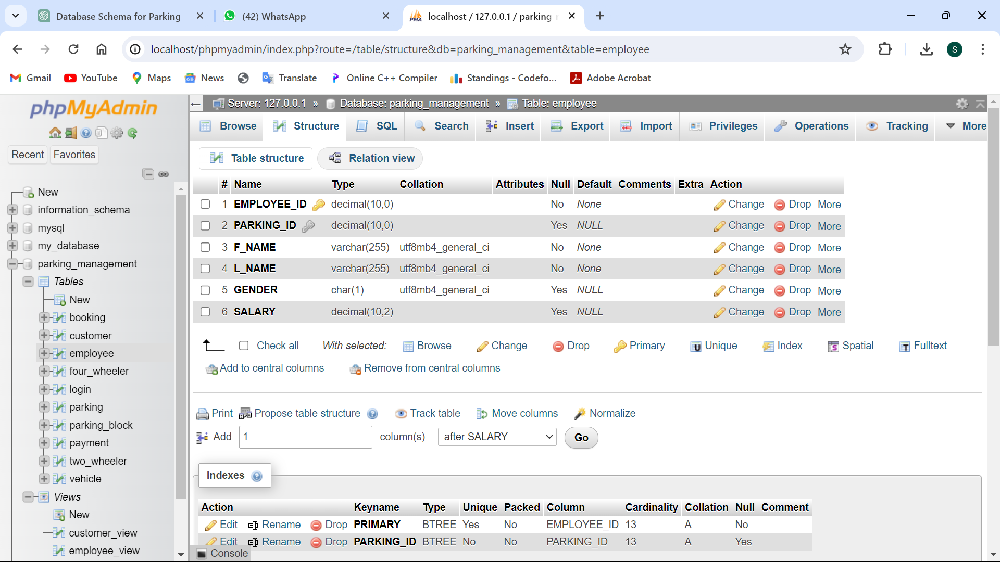 Database Schema for Parking
(42) WhatsApp
localhost / 127.0.0.1 / parking_
localhost/phpmyadmin/index.php?route=/table/structure&db=parking_management&table=employee
S
Gmail YouTube Maps News Translate Online C++ Compiler Standings - Codefo... Adobe Acrobat
phpMyAdmin
Recent Favorites
New
information_schema
mysql
my_database
parking_management
Tables
New
booking
customer
employee
four_wheeler
login
parking
parking_block
payment
two_wheeler
vehicle
Views
New
customer_view
employee_view
Server: 127.0.0.1 » Database: parking_management » Table: employee
Browse Structure SQL Search Insert Export Import Privileges Operations Tracking More
Table structure Relation view
# Name Type Collation Attributes Null Default Comments Extra Action
1 EMPLOYEE_ID decimal(10,0) No None Change Drop More
2 PARKING_ID decimal(10,0) Yes NULL Change Drop More
3 F_NAME varchar(255) utf8mb4_general_ci No None Change Drop More
4 L_NAME varchar(255) utf8mb4_general_ci No None Change Drop More
5 GENDER char(1) utf8mb4_general_ci Yes NULL Change Drop More
6 SALARY decimal(10,2) Yes NULL Change Drop More
Check all With selected: Browse Change Drop Primary Unique Index Spatial Fulltext
Add to central columns Remove from central columns
Print Propose table structure Track table Move columns Normalize
Add 1 column(s) after SALARY Go
Indexes
Action Keyname Type Unique Packed Column Cardinality Collation Null Comment
Edit Rename Drop PRIMARY BTREE Yes No EMPLOYEE_ID 13 A No
Edit Rename Drop PARKING_ID BTREE No No PARKING_ID 13 A Yes
Console